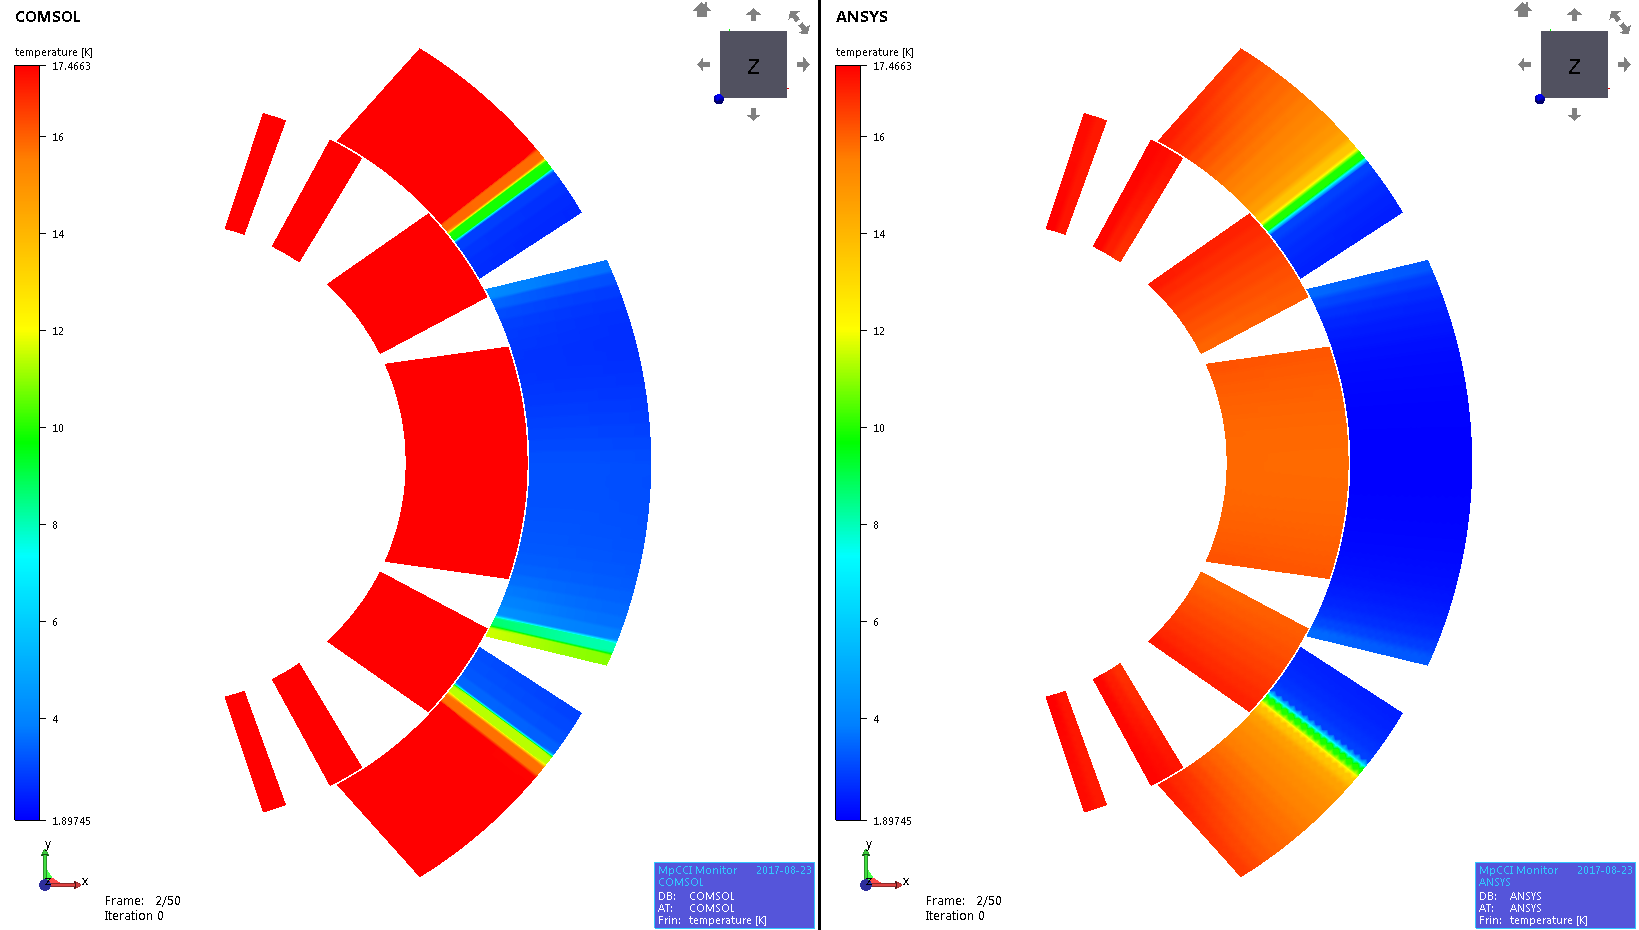 COMSOL
temperature [K]
17.4663
16
14
12
10
8
6
4
1.89745
Z
y
z
x
Frame: 2/50
Iteration 0
MpCCI Monitor 2017-08-23
COMSOL
DB: COMSOL
AT: COMSOL
Frin: temperature [K]
ANSYS
temperature [K]
17.4663
16
14
12
10
8
6
4
1.89745
Z
y
z
x
Frame: 2/50
Iteration 0
MpCCI Monitor 2017-08-23
ANSYS
DB: ANSYS
AT: ANSYS
Frin: temperature [K]